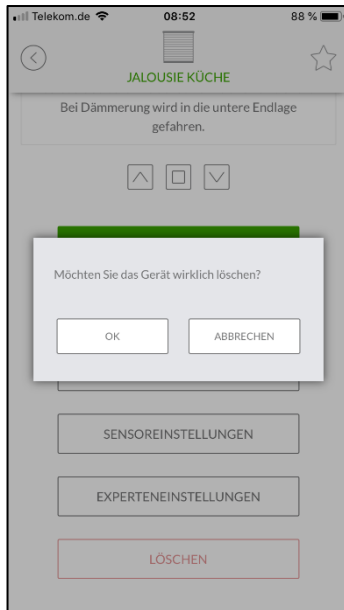 Telekom.de
08:52
88 %
JALOUSIE KÜCHE
Bei Dämmerung wird in die untere Endlage
gefahren.
Möchten Sie das Gerät wirklich löschen?
OK
ABBRECHEN
SENSOREINSTELLUNGEN
EXPERTENEINSTELLUNGEN
LÖSCHEN